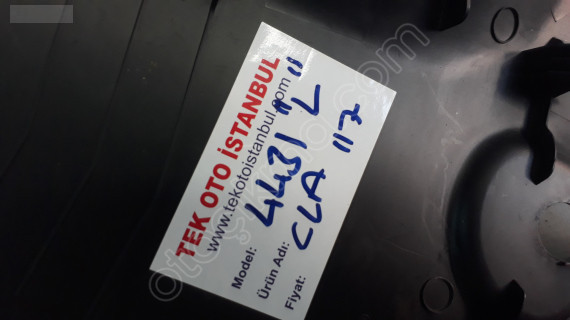 TEK OTO İSTANBUL
www.tekotoistanbul.com
Model: 4431 "L"
Ürün Adı: CLA 117
Fiyat: